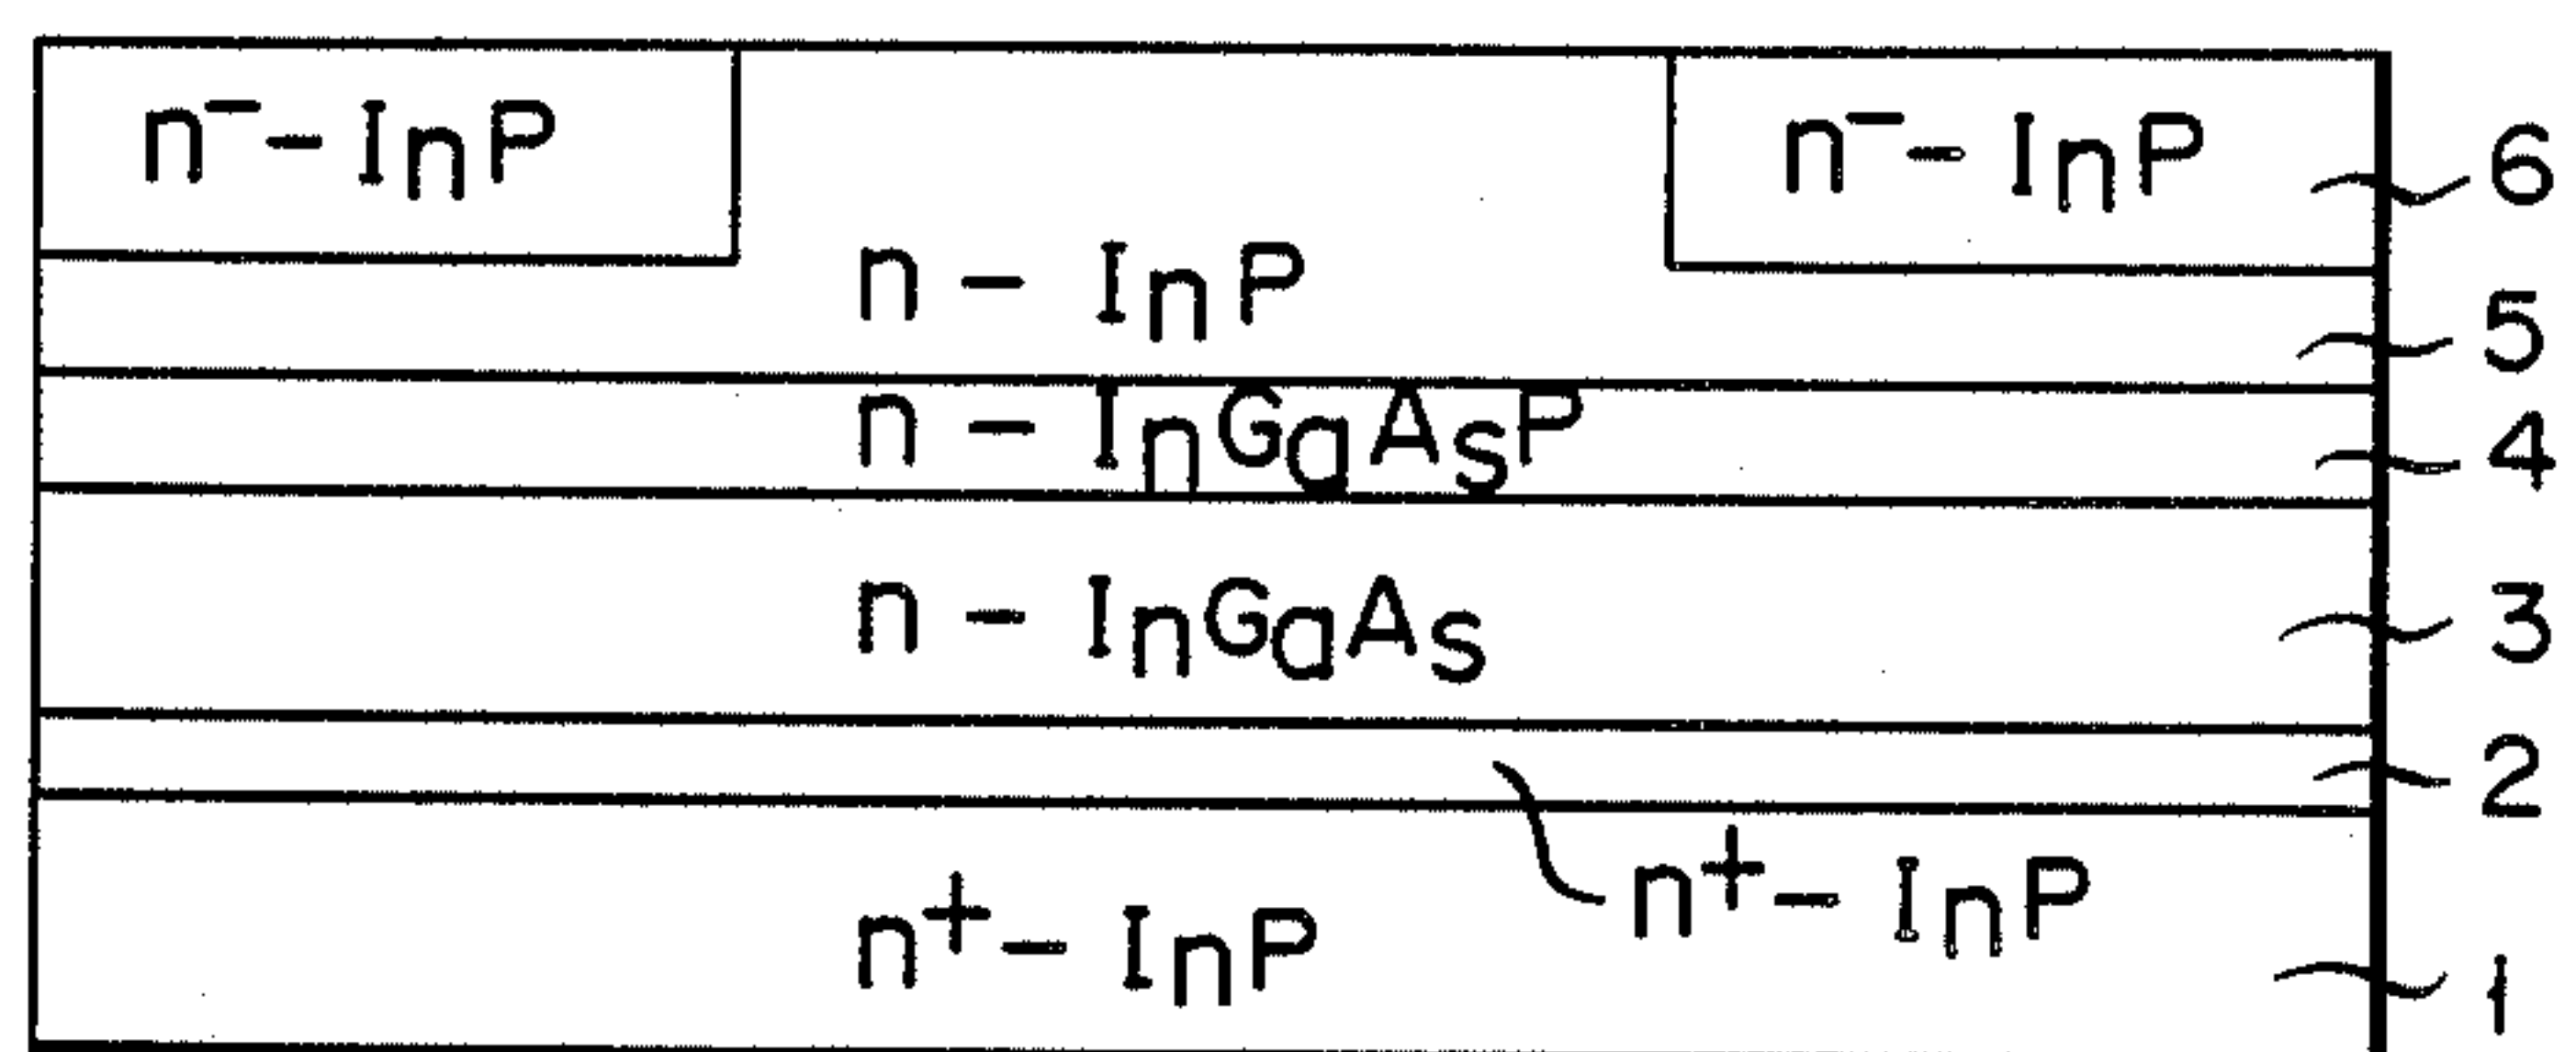 n⁻- InP n⁻- InP 6
n - InP 5
n - InGaAsP 4
n - InGaAs 3
2
n⁺- InP
n⁺- InP 1